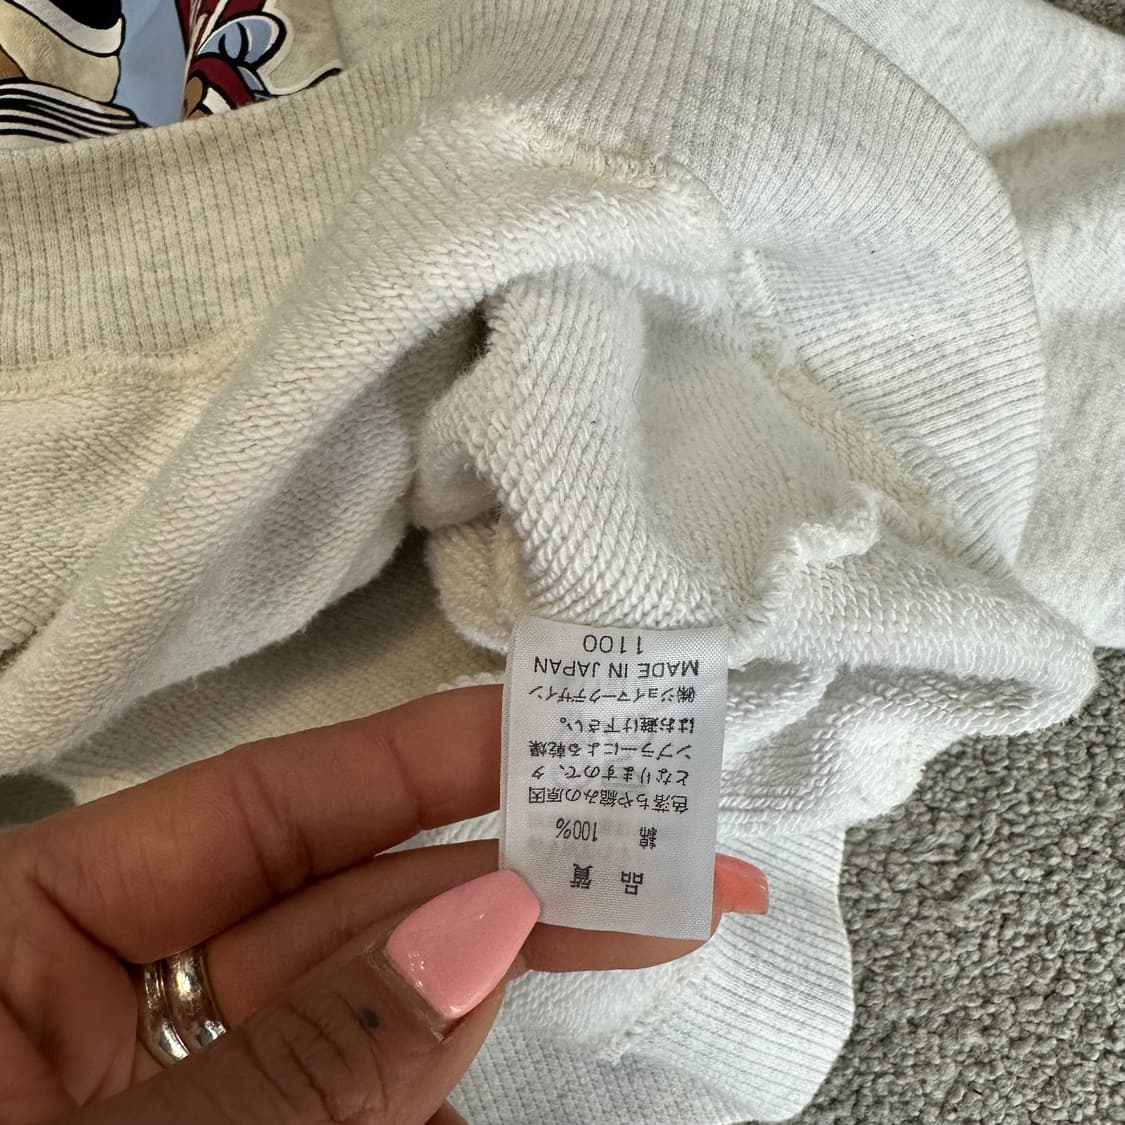 品 質
綿 100%
色落ちや縮みの原因
となりますので、タ
ンブラーによる乾燥
はお避け下さい。
㈱ジョイマークデザイン
MADE IN JAPAN
1100